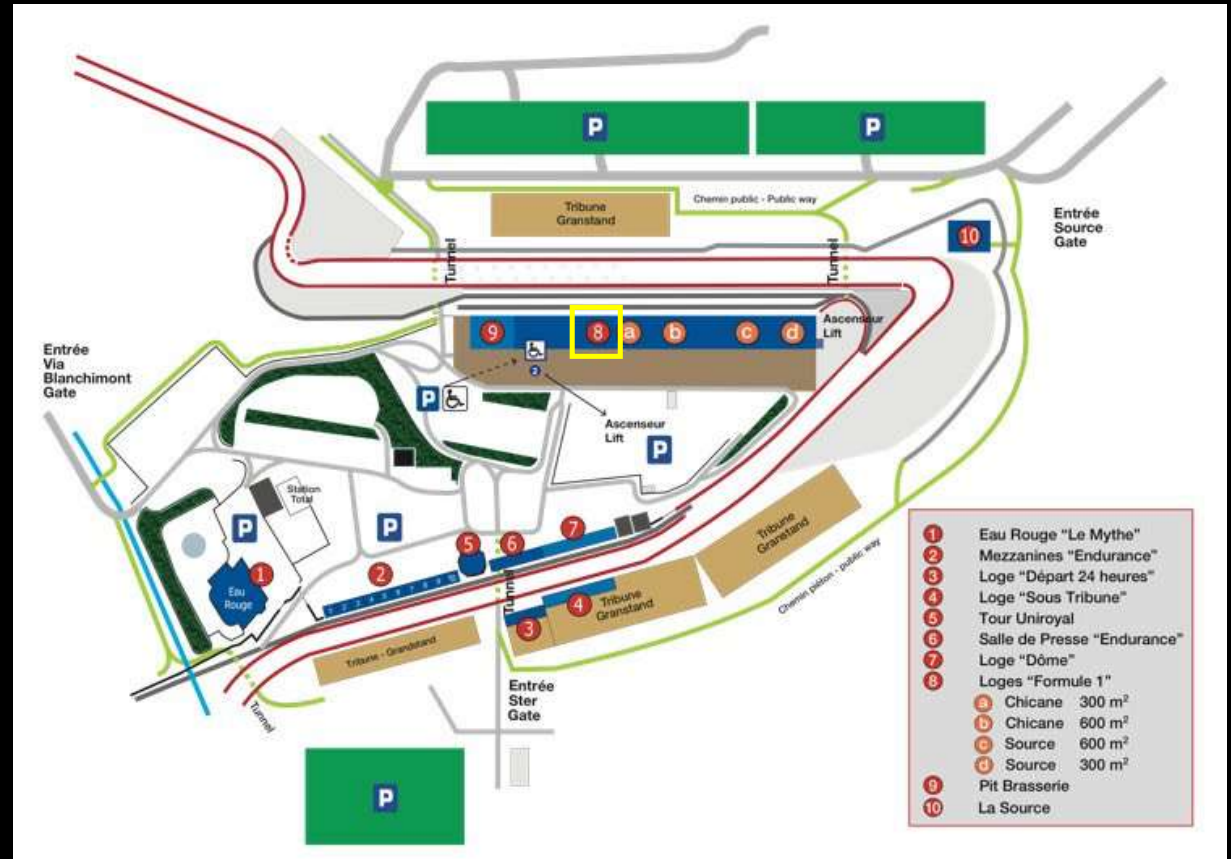 P
P
Tribune
Granstand
Chemin public - Public way
Entrée
Source
Gate
10
Tunnel
Tunnel
9
8
a
b
c
d
Ascenseur
Lift
2
P
Entrée
Via
Blanchimont
Gate
Ascenseur
Lift
P
Station
Total
P
P
7
6
5
1
2
Eau
Rouge
1 2 3 4 5 6 7 8 9 10
Tunnel
4
3
Tribune
Granstand
Tribune
Granstand
Tribune - Grandstand
Chemin piéton - public way
Tunnel
Entrée
Ster
Gate
P
1 Eau Rouge "Le Mythe"
2 Mezzanines "Endurance"
3 Loge "Départ 24 heures"
4 Loge "Sous Tribune"
5 Tour Uniroyal
6 Salle de Presse "Endurance"
7 Loge "Dôme"
8 Loges "Formule 1"
a Chicane 300 m²
b Chicane 600 m²
c Source 600 m²
d Source 300 m²
9 Pit Brasserie
10 La Source